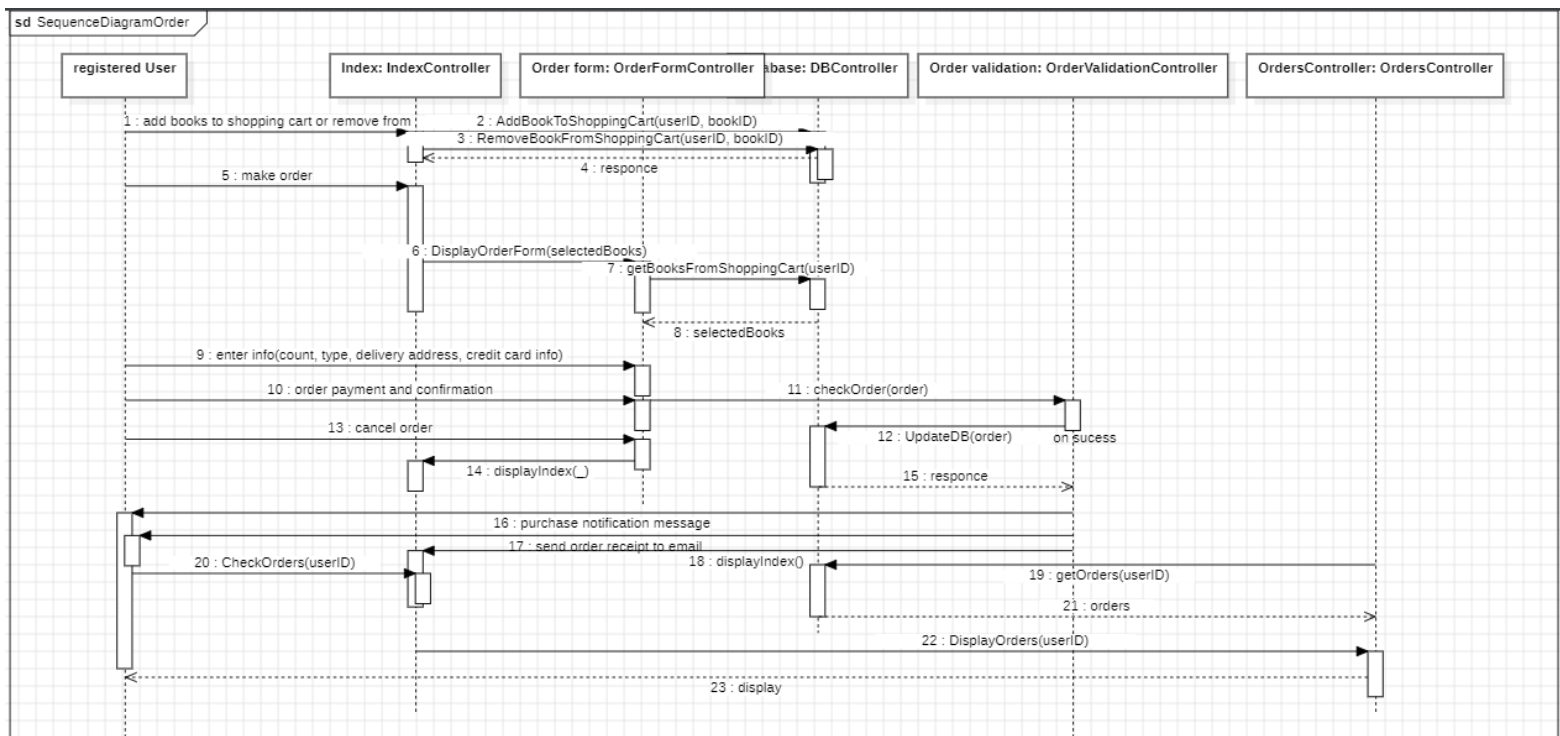 sd SequenceDiagramOrder
registered User
Index: IndexController
Order form: OrderFormController
abase: DBController
Order validation: OrderValidationController
OrdersController: OrdersController
1 : add books to shopping cart or remove from
2 : AddBookToShoppingCart(userID, bookID)
3 : RemoveBookFromShoppingCart(userID, bookID)
4 : responce
5 : make order
6 : DisplayOrderForm(selectedBooks)
7 : getBooksFromShoppingCart(userID)
8 : selectedBooks
9 : enter info(count, type, delivery address, credit card info)
10 : order payment and confirmation
11 : checkOrder(order)
13 : cancel order
12 : UpdateDB(order)
on sucess
14 : displayIndex(_)
15 : responce
16 : purchase notification message
17 : send order receipt to email
20 : CheckOrders(userID)
18 : displayIndex()
19 : getOrders(userID)
21 : orders
22 : DisplayOrders(userID)
23 : display